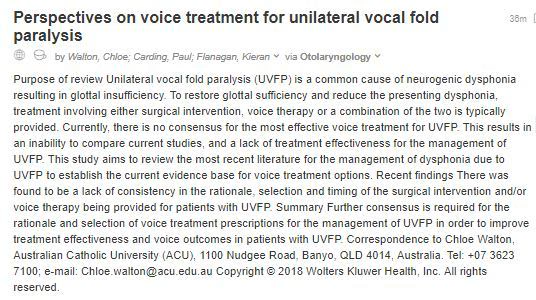 Perspectives on voice treatment for unilateral vocal fold
paralysis
38m
by Walton, Chloe; Carding, Paul; Flanagan, Kieran via Otolaryngology
Purpose of review Unilateral vocal fold paralysis (UVFP) is a common cause of neurogenic dysphonia
resulting in glottal insufficiency. To restore glottal sufficiency and reduce the presenting dysphonia,
treatment involving either surgical intervention, voice therapy or a combination of the two is typically
provided. Currently, there is no consensus for the most effective voice treatment for UVFP. This results in
an inability to compare current studies, and a lack of treatment effectiveness for the management of
UVFP. This study aims to review the most recent literature for the management of dysphonia due to
UVFP to establish the current evidence base for voice treatment options. Recent findings There was
found to be a lack of consistency in the rationale, selection and timing of the surgical intervention and/or
voice therapy being provided for patients with UVFP. Summary Further consensus is required for the
rationale and selection of voice treatment prescriptions for the management of UVFP in order to improve
treatment effectiveness and voice outcomes in patients with UVFP. Correspondence to Chloe Walton,
Australian Catholic University (ACU), 1100 Nudgee Road, Banyo, QLD 4014, Australia. Tel: +07 3623
7100; e-mail: Chloe.walton@acu.edu.au Copyright © 2018 Wolters Kluwer Health, Inc. All rights
reserved.